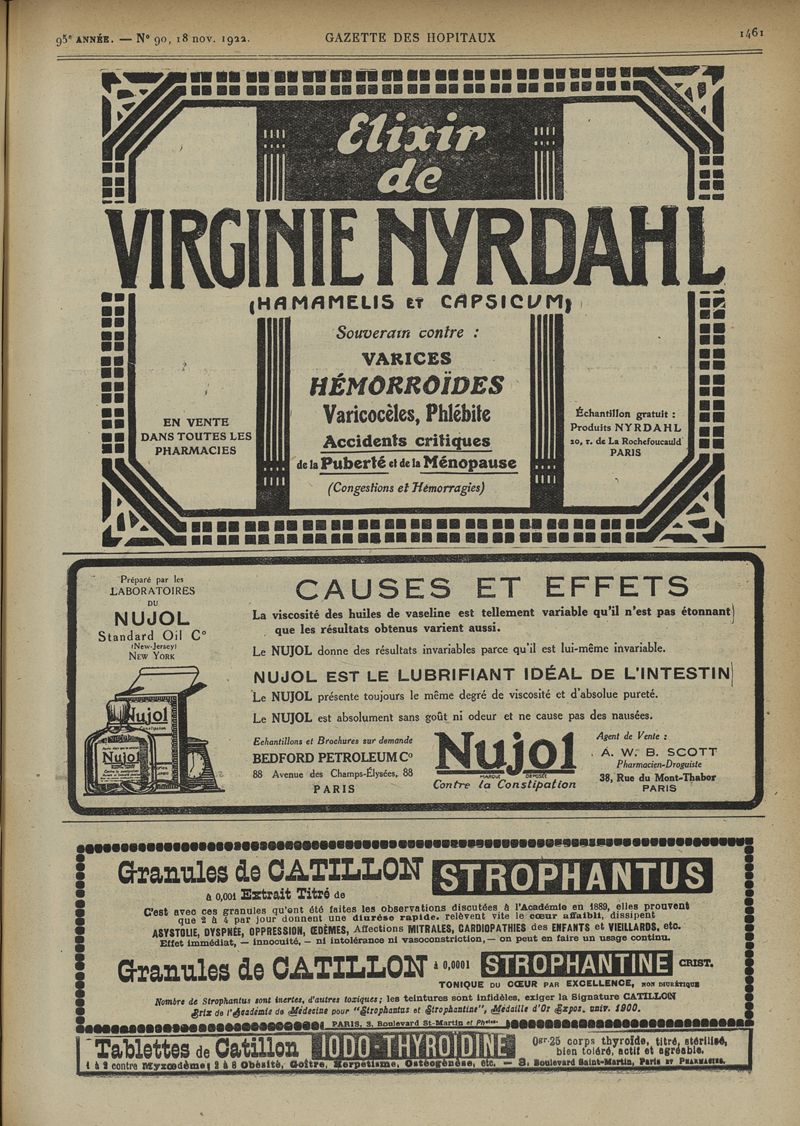 95e ANNÉE. — N° 90, 18 NOV. 1922.
GAZETTE DES HOPITAUX
1461
Elixir
de
VIRGINIE NYRDAHL
(HAMAMELIS ET CAPSICUM)
Souverain contre :
VARICES
HÉMORROÏDES
Varicocèles, Phlébite
Accidents critiques
de la Puberté et de la Ménopause
(Congestions et Hémorragies)
EN VENTE
DANS TOUTES LES
PHARMACIES
Échantillon gratuit :
Produits NYRDAHL
20, r. de La Rochefoucauld
PARIS
Préparé par les
LABORATOIRES
DU
NUJOL
Standard Oil Co
(New-Jersey)
NEW YORK
Nujol
Nujol
CAUSES ET EFFETS
La viscosité des huiles de vaseline est tellement variable qu'il n'est pas étonnant
que les résultats obtenus varient aussi.
Le NUJOL donne des résultats invariables parce qu'il est lui-même invariable.
NUJOL EST LE LUBRIFIANT IDÉAL DE L'INTESTIN
Le NUJOL présente toujours le même degré de viscosité et d'absolue pureté.
Le NUJOL est absolument sans goût ni odeur et ne cause pas des nausées.
Echantillons et Brochures sur demande
BEDFORD PETROLEUM Co
88 Avenue des Champs-Élysées, 88
PARIS
Nujol
MARQUE DÉPOSÉE
Contre la Constipation
Agent de Vente :
A. W. B. SCOTT
Pharmacien-Droguiste
38, Rue du Mont-Thabor
PARIS
Granules de CATILLON STROPHANTUS
à 0,001 Extrait Titré de
C'est avec ces granules qu'ont été faites les observations discutées à l'Académie en 1889, elles prouvent
que 2 à 4 par jour donnent une diurèse rapide, relèvent vite le cœur affaibli, dissipent
ASYSTOLIE, DYSPNÉE, OPPRESSION, ŒDÈMES, Affections MITRALES, CARDIOPATHIES des ENFANTS et VIEILLARDS, etc.
Effet immédiat, — innocuité, — ni intolérance ni vasoconstriction, — on peut en faire un usage continu.
Granules de CATILLON à 0,0001 STROPHANTINE CRIST.
TONIQUE DU CŒUR PAR EXCELLENCE, NON DIURÉTIQUE
Nombre de Strophantus sont inertes, d'autres toxiques; les teintures sont infidèles, exiger la Signature CATILLON
Prix de l'Académie de Médecine pour "Strophantus et Strophantine", Médaille d'Or Expos. univ. 1900.
PARIS, 3, Boulevard St-Martin et Phies.
Tablettes de Catillon IODO-THYROÏDINE
0gr.25 corps thyroïde, titré, stérilisé,
bien toléré, actif et agréable.
1 à 2 contre Myxœdème; 2 à 8 Obésité, Goître, Herpétisme, Ostéogénèse, etc. — 3, Boulevard Saint-Martin, Paris ET PHARMACIES.